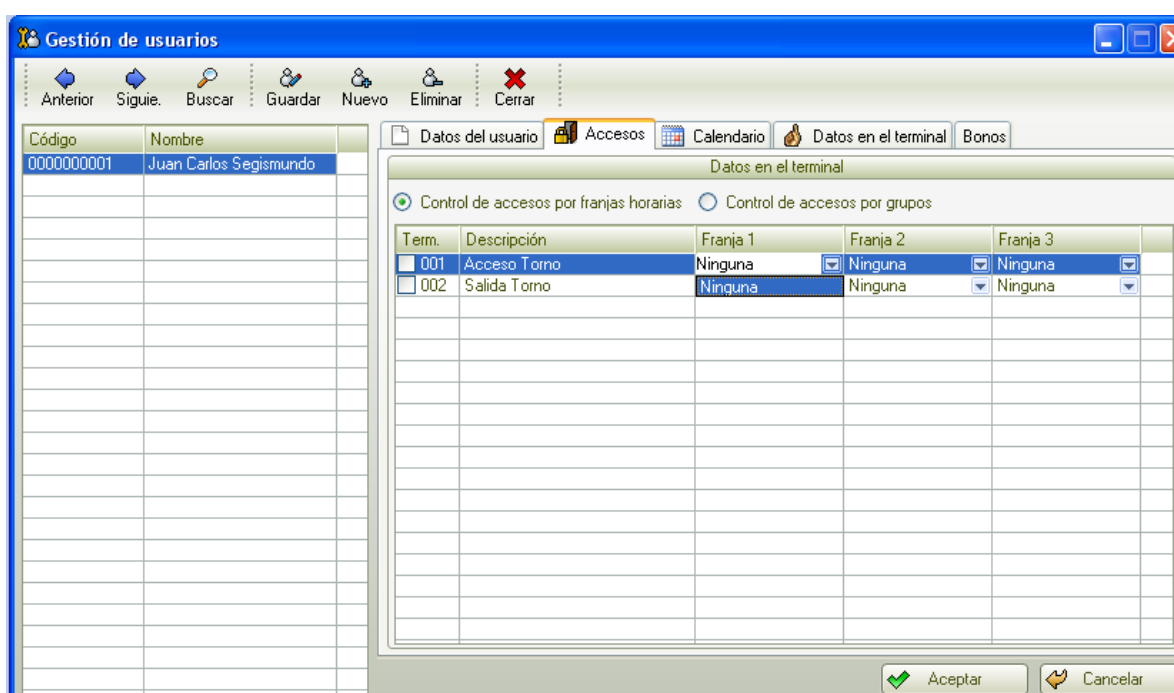 Gestión de usuarios
Anterior Siguie. Buscar Guardar Nuevo Eliminar Cerrar
Código Nombre
0000000001 Juan Carlos Segismundo
Datos del usuario Accesos Calendario Datos en el terminal Bonos
Datos en el terminal
Control de accesos por franjas horarias Control de accesos por grupos
Term. Descripción Franja 1 Franja 2 Franja 3
001 Acceso Torno Ninguna Ninguna Ninguna
002 Salida Torno Ninguna Ninguna Ninguna
Aceptar Cancelar